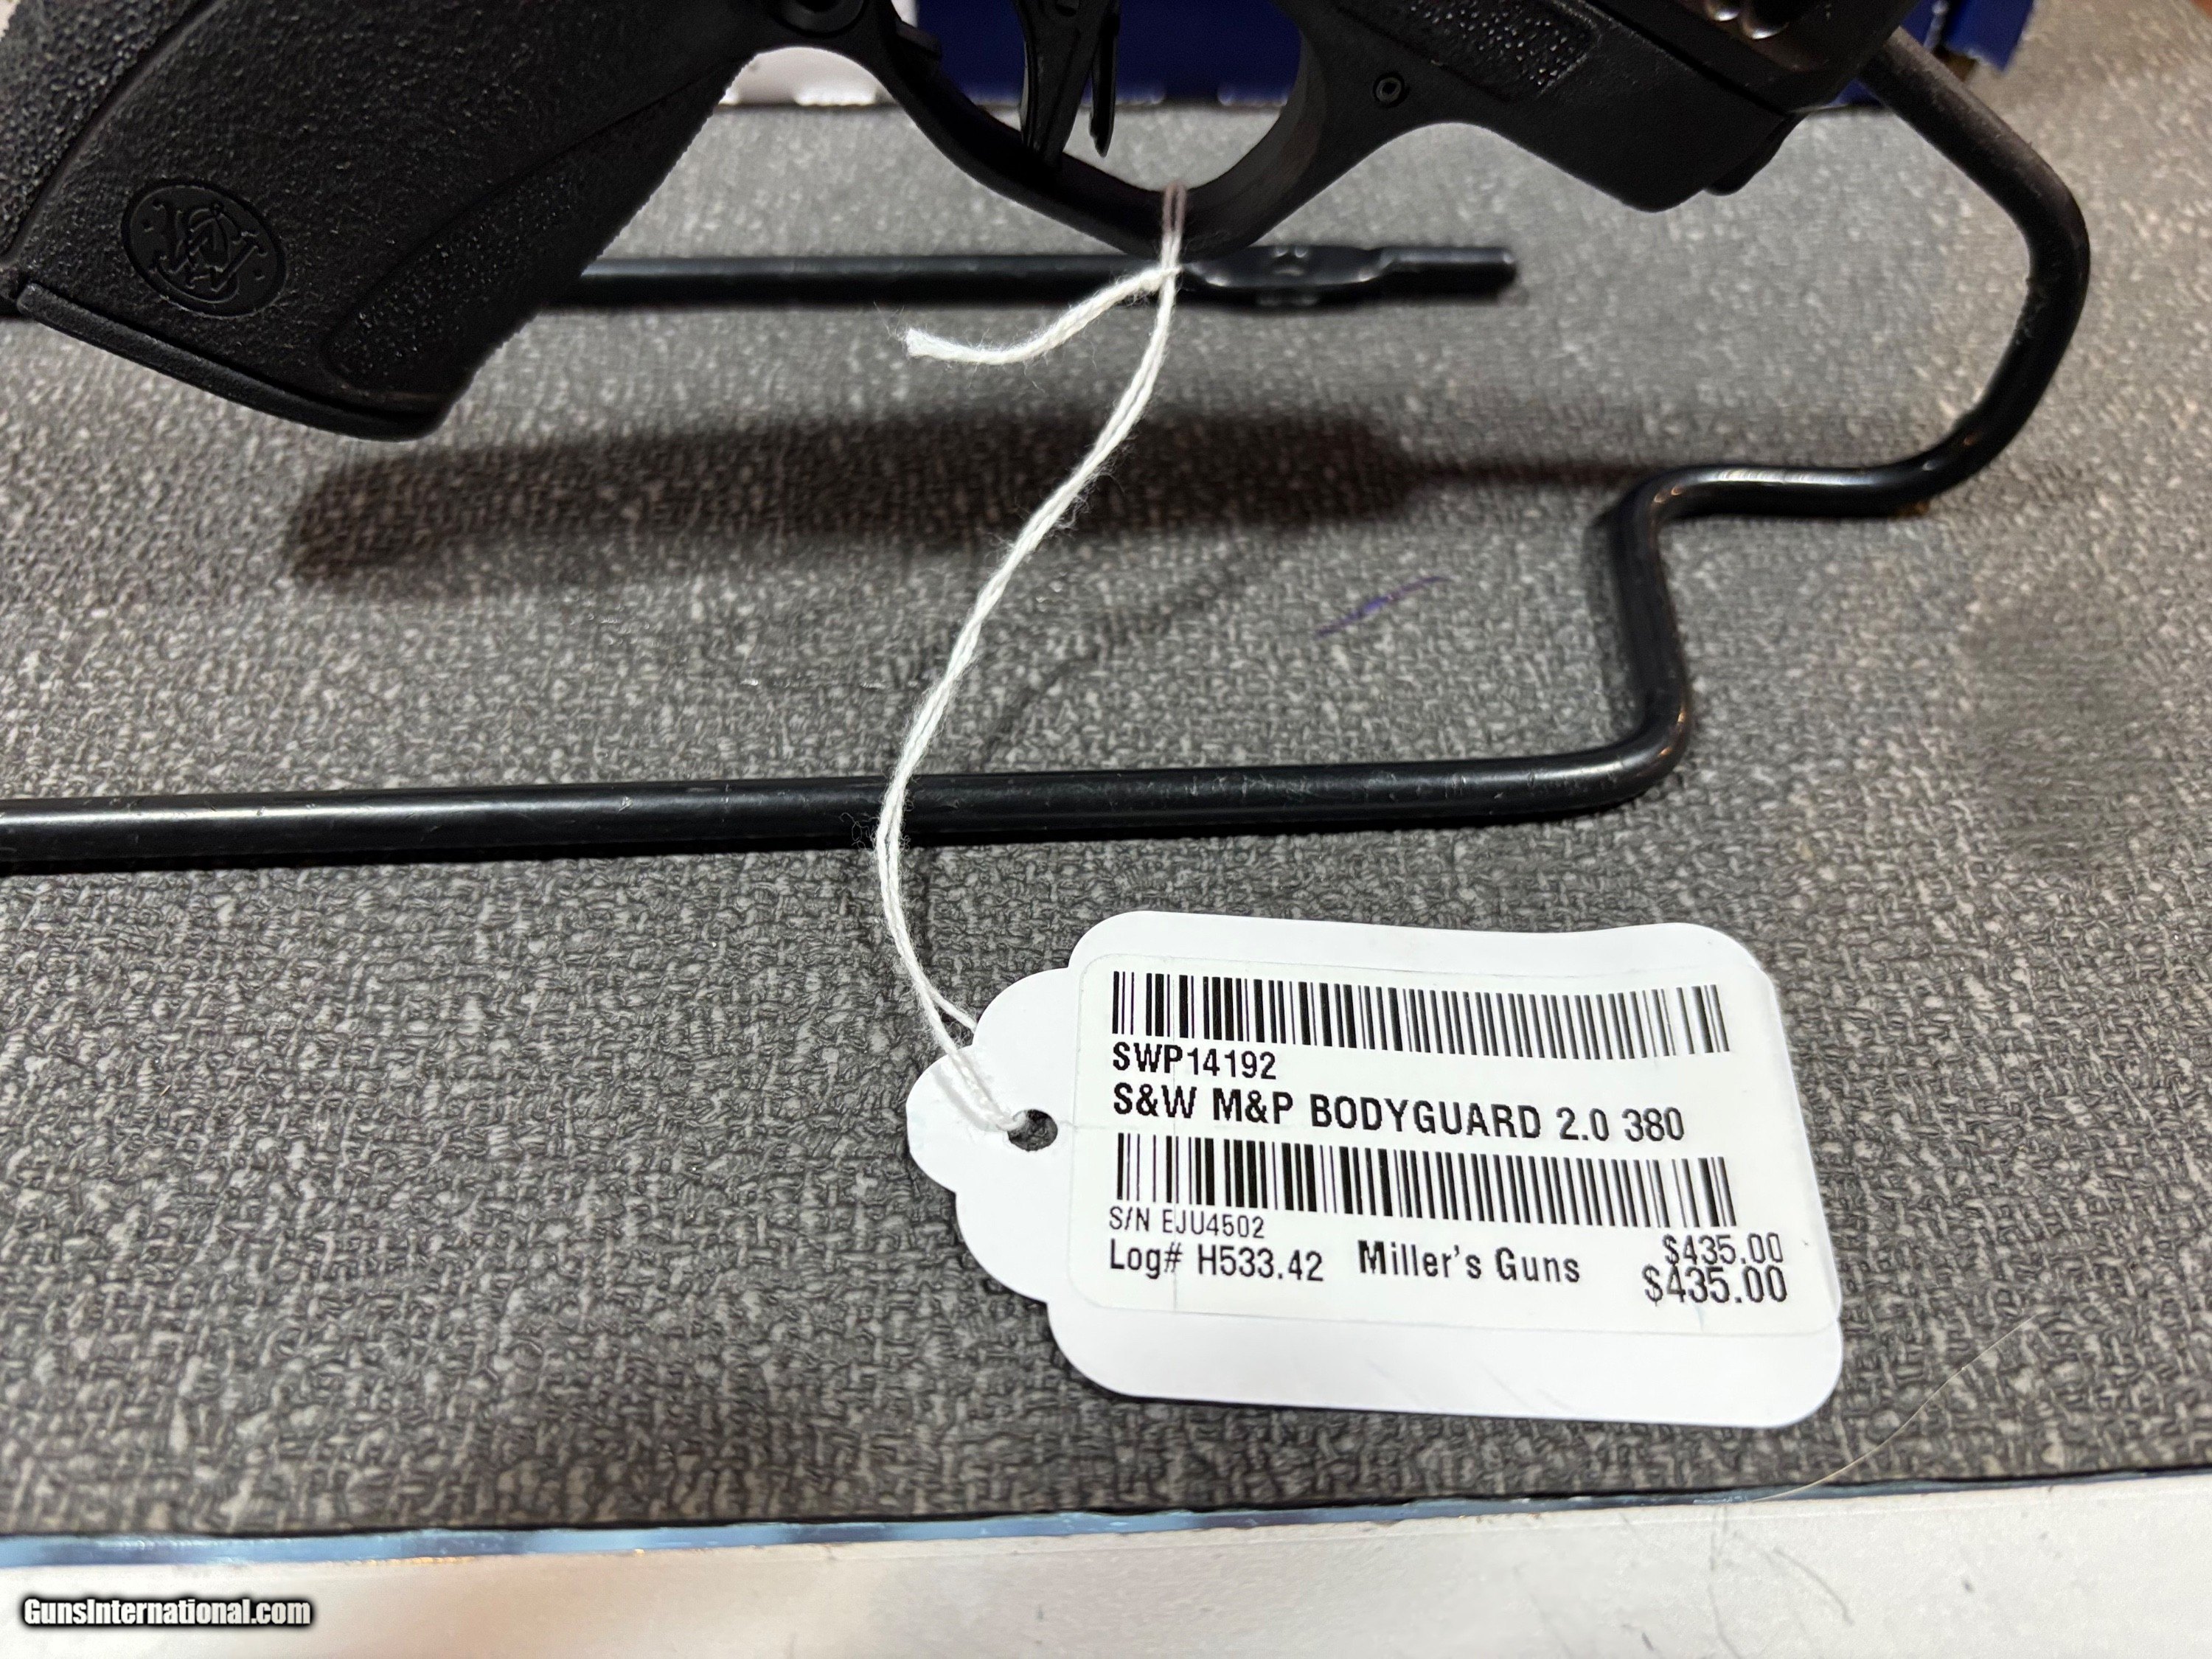 SWP14192
S&W M&P BODYGUARD 2.0 380
S/N EJU4502
$435.00
Log# H533.42 Miller's Guns $435.00
GunsInternational.com